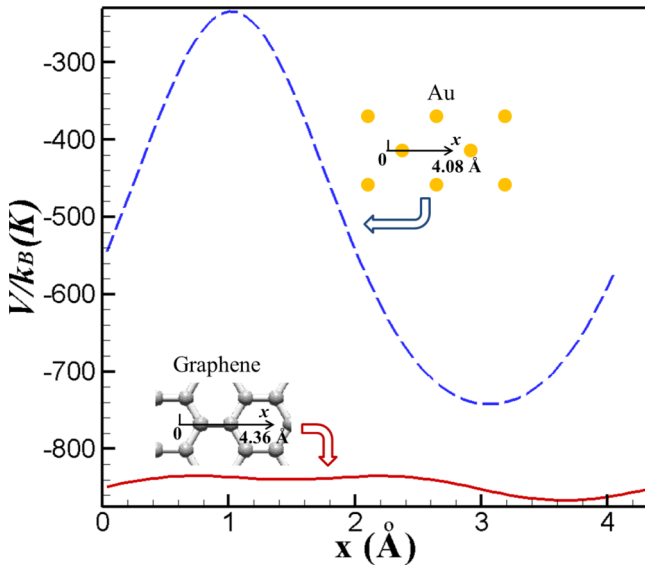 -300
-400
-500
-600
-700
-800
V/kB(K)
Au
0
x
4.08 Å
Graphene
0
x
4.36 Å
0
1
2
3
4
x (Å)